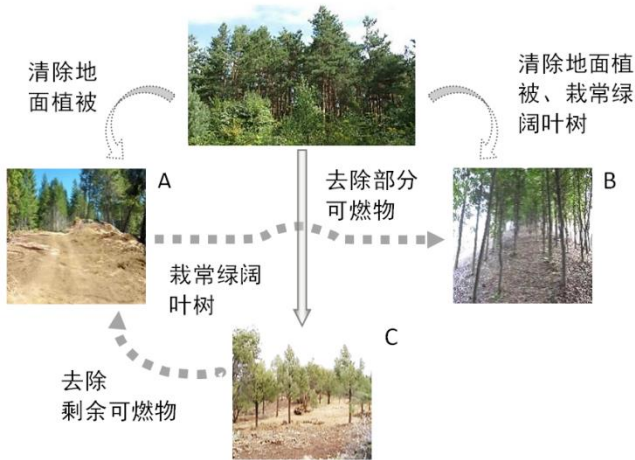 清除地
面植被
清除地面植
被、栽常绿
阔叶树
A
去除部分
可燃物
B
栽常绿阔
叶树
C
去除
剩余可燃物